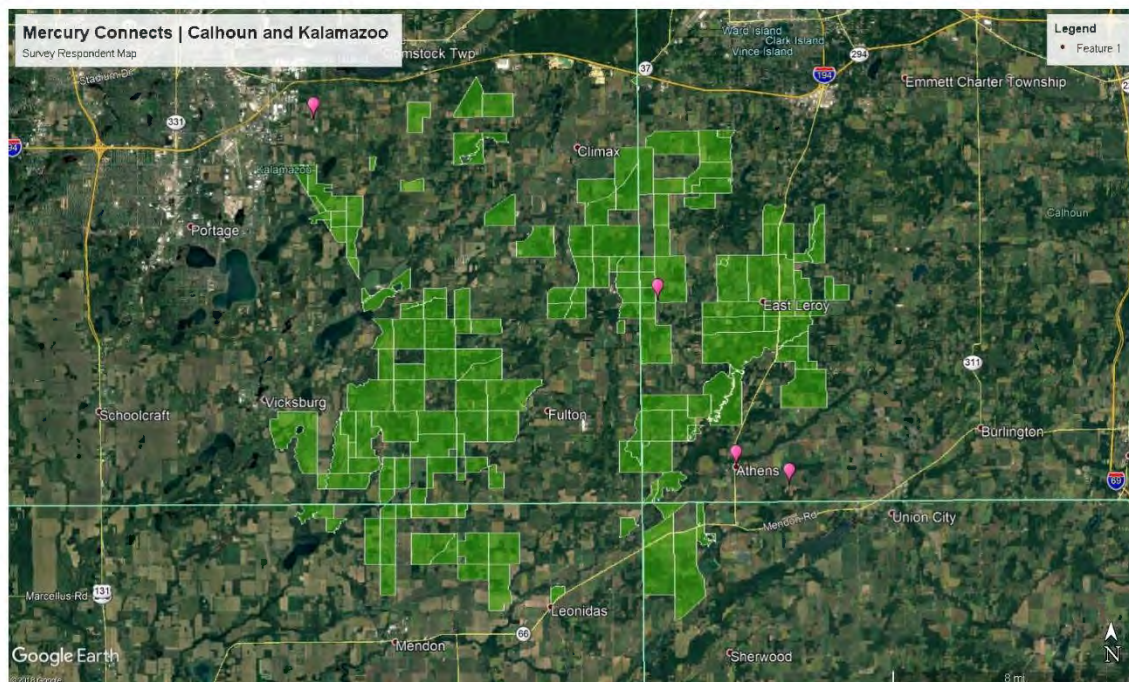 Mercury Connects | Calhoun and Kalamazoo
Survey Respondent Map
Legend
Feature 1
Ward Island
Clark Island
Vince Island
Twp
294
37
194
Emmett Charter Township
331
94
Climax
Kalamazoo
Calhoun
Portage
East Leroy
311
Vicksburg
Schoolcraft
Fulton
Burlington
Athens
69
Mendon Rd
Union City
Marcellus Rd
131
Leonidas
66
Mendon
Sherwood
N
Google Earth
© 2018 Google
8 mi